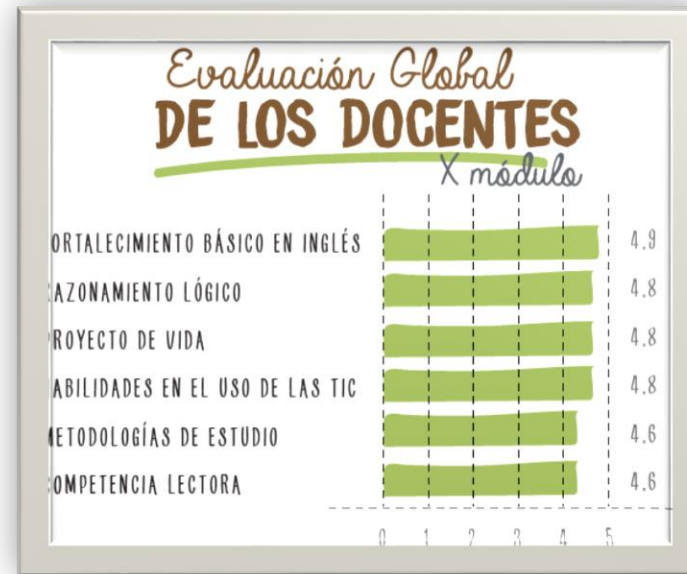 Evaluación Global
DE LOS DOCENTES
X módulo
ORTALECIMIENTO BÁSICO EN INGLÉS 4.9
AZONAMIENTO LÓGICO 4.8
ROYECTO DE VIDA 4.8
ABILIDADES EN EL USO DE LAS TIC 4.8
ETODOLOGÍAS DE ESTUDIO 4.6
OMPETENCIA LECTORA 4.6
0 1 2 3 4 5